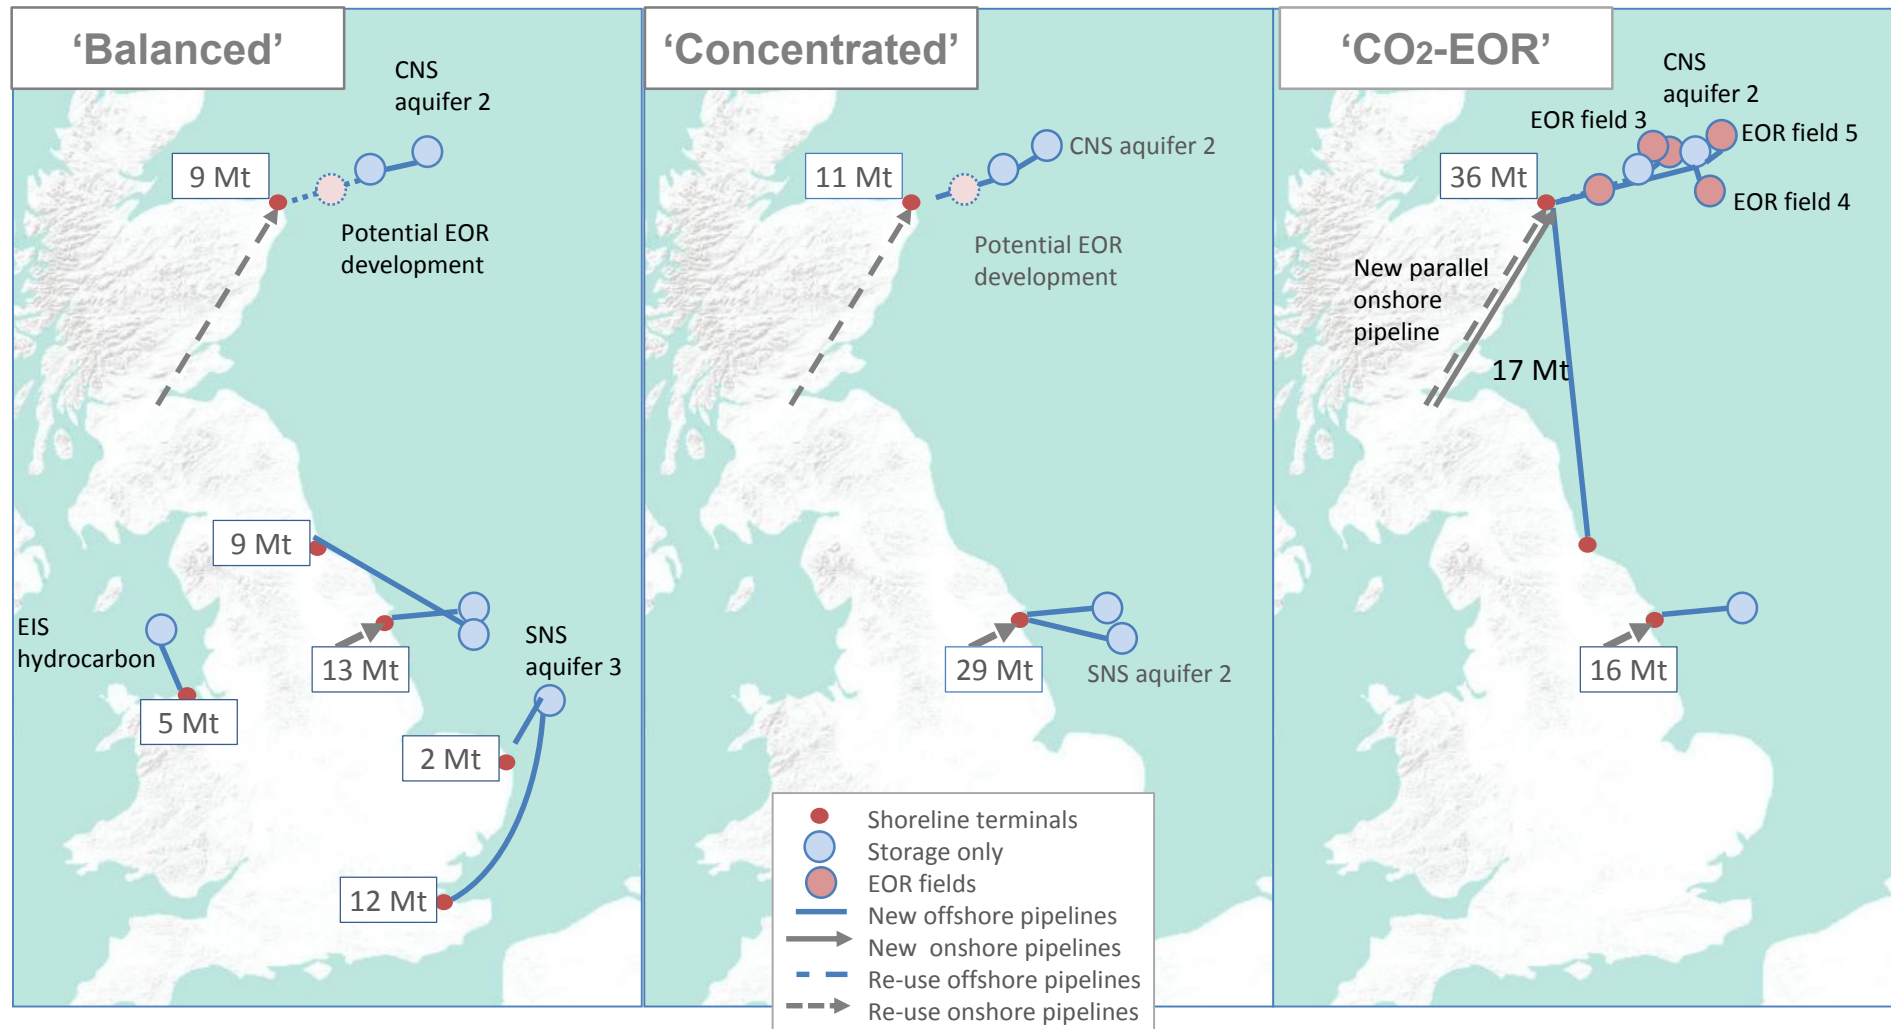 ‘Balanced’
CNS
aquifer 2
9 Mt
Potential EOR
development
9 Mt
EIS
hydrocarbon
13 Mt
SNS
aquifer 3
5 Mt
2 Mt
12 Mt
‘Concentrated’
CNS aquifer 2
11 Mt
Potential EOR
development
29 Mt
SNS aquifer 2
‘CO2-EOR’
CNS
aquifer 2
EOR field 3
EOR field 5
36 Mt
EOR field 4
New parallel
onshore
pipeline
17 Mt
16 Mt
Shoreline terminals
Storage only
EOR fields
New offshore pipelines
New onshore pipelines
Re-use offshore pipelines
Re-use onshore pipelines